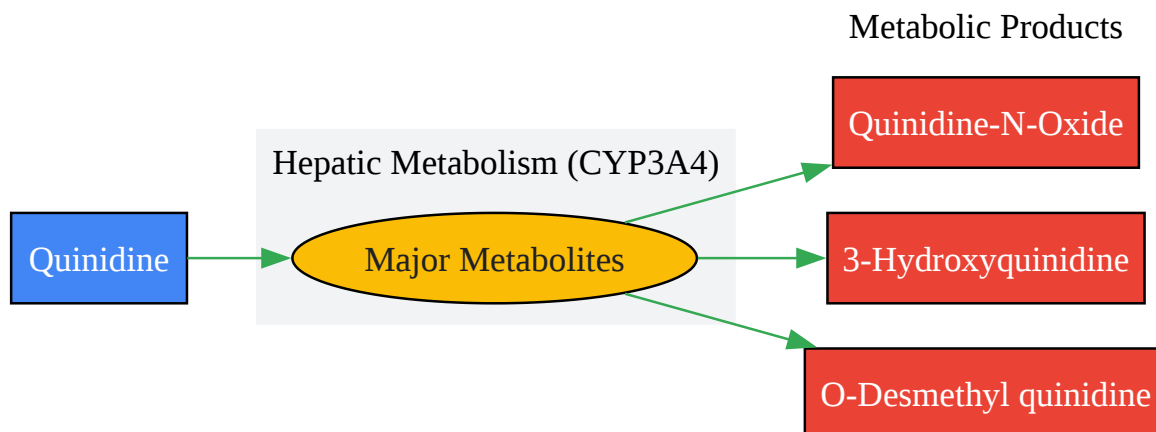 Metabolic Products
Quinidine-N-Oxide
Hepatic Metabolism (CYP3A4)
Quinidine
Major Metabolites
3-Hydroxyquinidine
O-Desmethyl quinidine